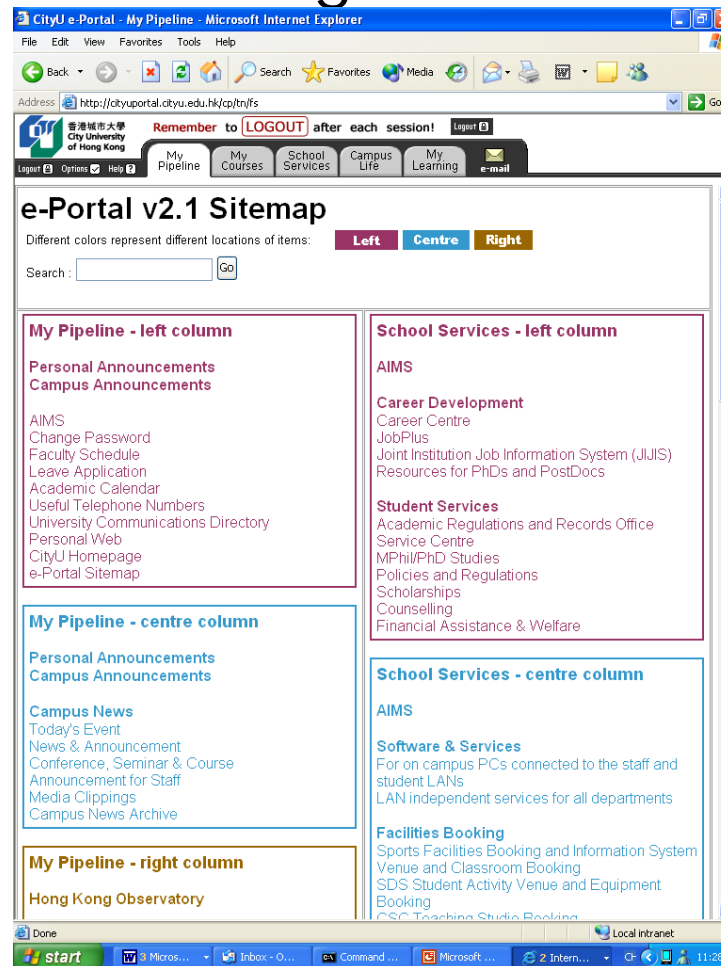 CityU e-Portal - My Pipeline - Microsoft Internet Explorer
File Edit View Favorites Tools Help
Back Search Favorites Media
Address http://cityuportal.cityu.edu.hk/cp/tn/fs Go
香港城市大學
City University
of Hong Kong
Remember to LOGOUT after each session! Logout
Logout Options Help
My Pipeline
My Courses
School Services
Campus Life
My Learning
e-mail
e-Portal v2.1 Sitemap
Different colors represent different locations of items: Left Centre Right
Search : Go
My Pipeline - left column
Personal Announcements
Campus Announcements
AIMS
Change Password
Faculty Schedule
Leave Application
Academic Calendar
Useful Telephone Numbers
University Communications Directory
Personal Web
CityU Homepage
e-Portal Sitemap
My Pipeline - centre column
Personal Announcements
Campus Announcements
Campus News
Today's Event
News & Announcement
Conference, Seminar & Course
Announcement for Staff
Media Clippings
Campus News Archive
My Pipeline - right column
Hong Kong Observatory
School Services - left column
AIMS
Career Development
Career Centre
JobPlus
Joint Institution Job Information System (JIJIS)
Resources for PhDs and PostDocs
Student Services
Academic Regulations and Records Office
Service Centre
MPhil/PhD Studies
Policies and Regulations
Scholarships
Counselling
Financial Assistance & Welfare
School Services - centre column
AIMS
Software & Services
For on campus PCs connected to the staff and
student LANs
LAN independent services for all departments
Facilities Booking
Sports Facilities Booking and Information System
Venue and Classroom Booking
SDS Student Activity Venue and Equipment
Booking
CSC Teaching Studio Booking
Done Local intranet
start 3 Micros... Inbox - O... Command ... Microsoft ... 2 Intern... CH